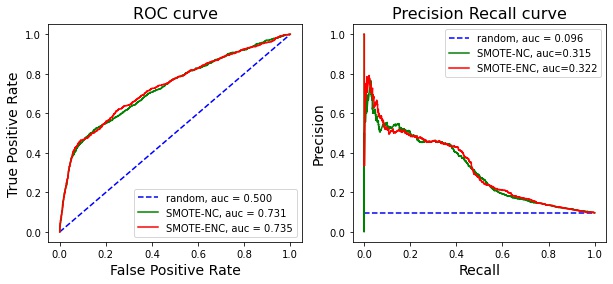 ROC curve
1.0
0.8
0.6
0.4
0.2
0.0
True Positive Rate
random, auc = 0.500
SMOTE-NC, auc = 0.731
SMOTE-ENC, auc = 0.735
0.0 0.2 0.4 0.6 0.8 1.0
False Positive Rate
Precision Recall curve
1.0
0.8
0.6
0.4
0.2
0.0
Precision
random, auc = 0.096
SMOTE-NC, auc=0.315
SMOTE-ENC, auc=0.322
0.0 0.2 0.4 0.6 0.8 1.0
Recall